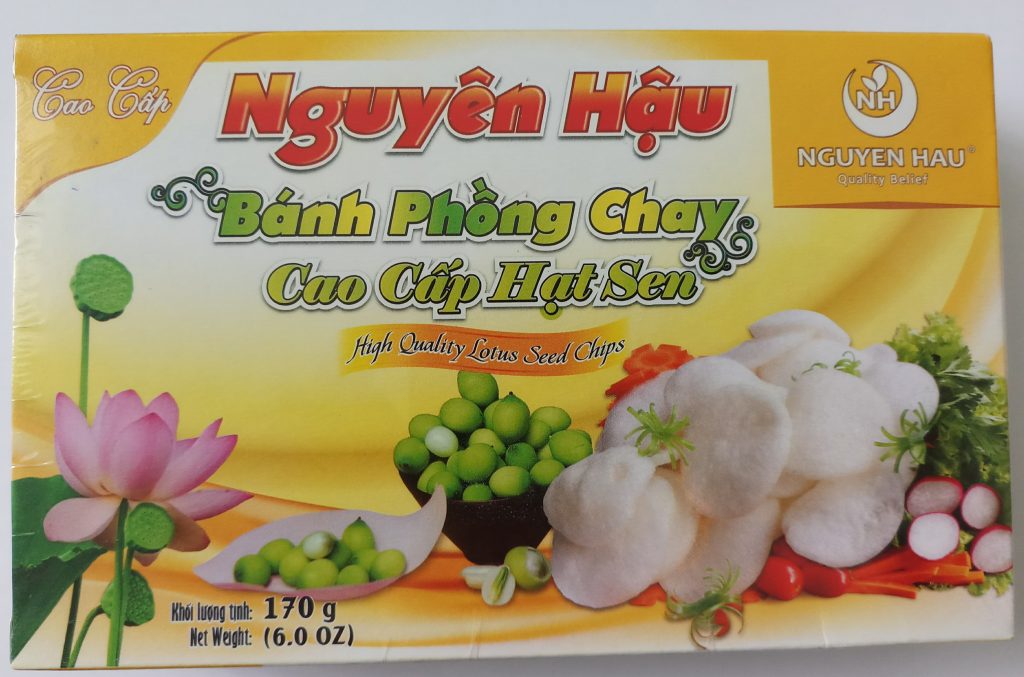 Cao Cấp
Nguyên Hậu
NH
NGUYEN HAU®
Quality Belief
Bánh Phồng Chay
Cao Cấp Hạt Sen
High Quality Lotus Seed Chips
Khối lượng tịnh: 170 g
Net Weight: (6.0 OZ)